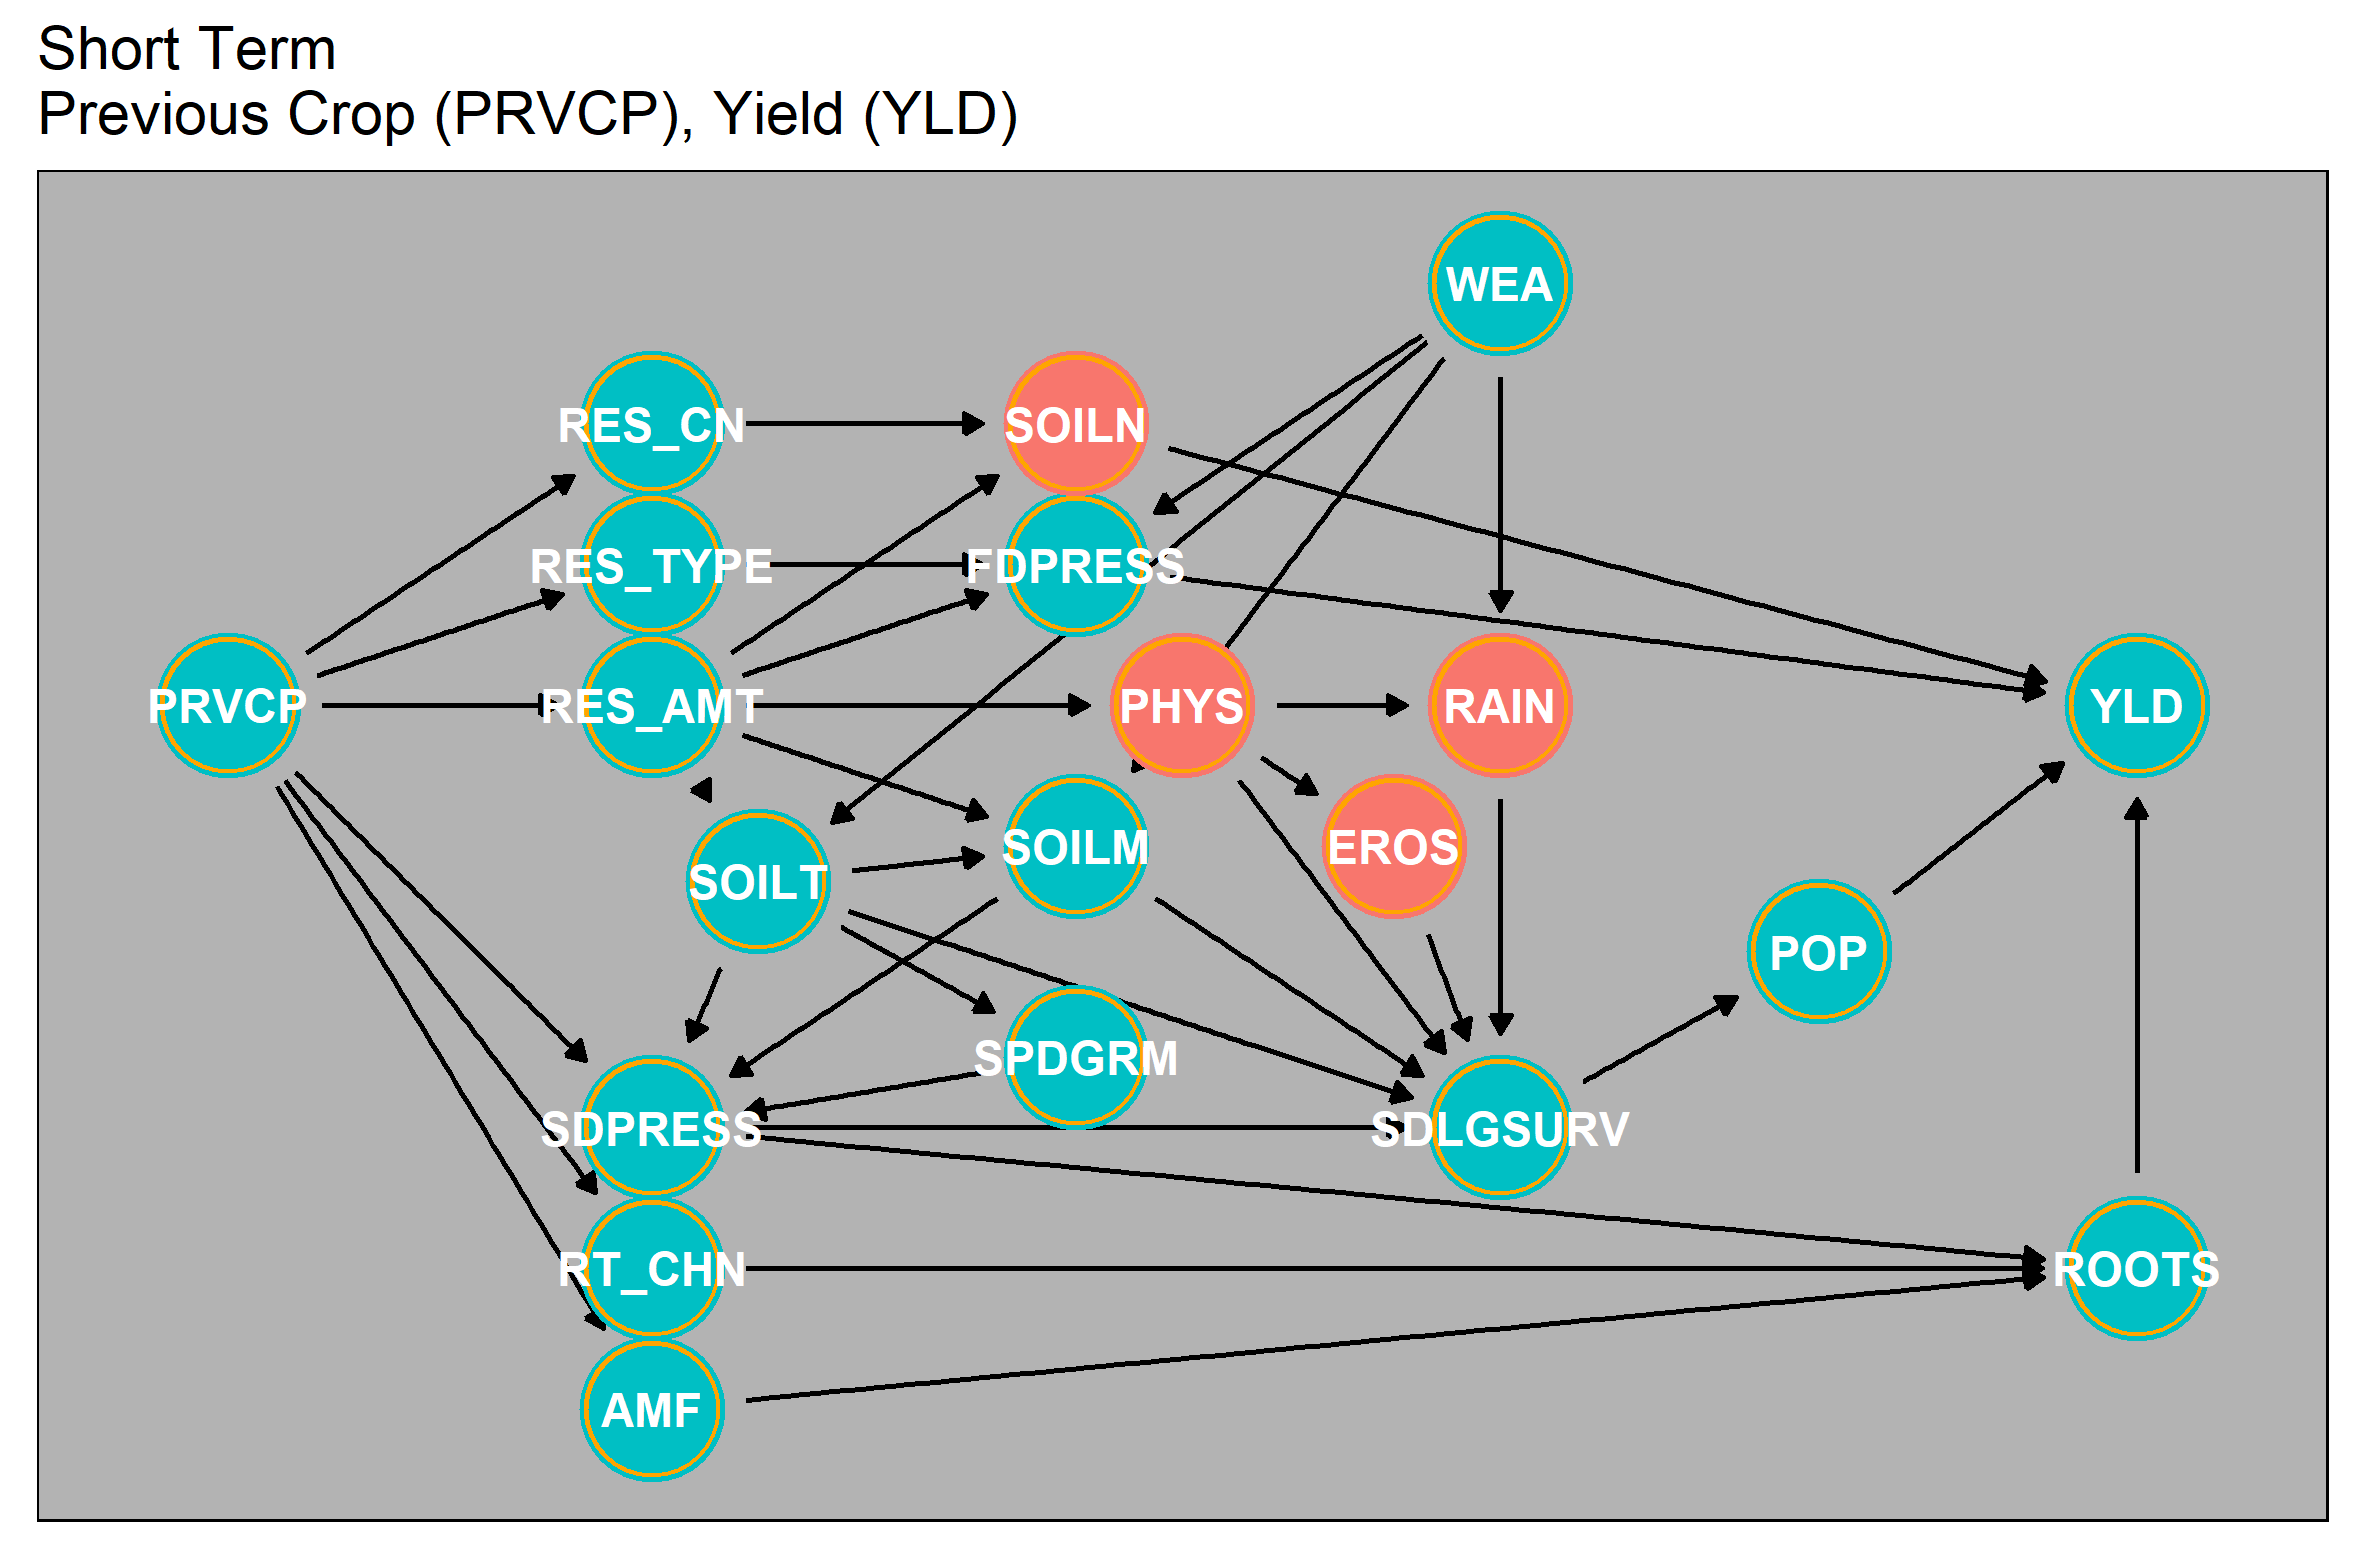 Short Term
Previous Crop (PRVCP), Yield (YLD)
WEA
RES_CN
SOILN
RES_TYPE
FDPRESS
PRVCP
RES_AMT
PHYS
RAIN
YLD
SOILM
EROS
SOILT
POP
SPDGRM
SDPRESS
SDLGSURV
RT_CHN
ROOTS
AMF